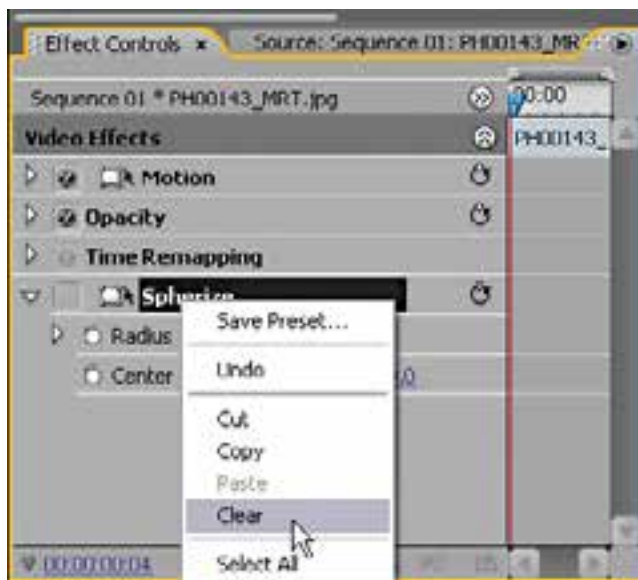 Effect Controls × Source: Sequence 01: PH00143_MR
Sequence 01 * PH00143_MRT.jpg 00:00
Video Effects PH00143_
Motion
Opacity
Time Remapping
Spherize
Radius
Center
Save Preset...
Undo
Cut
Copy
Paste
Clear
Select All
00:00:00:04